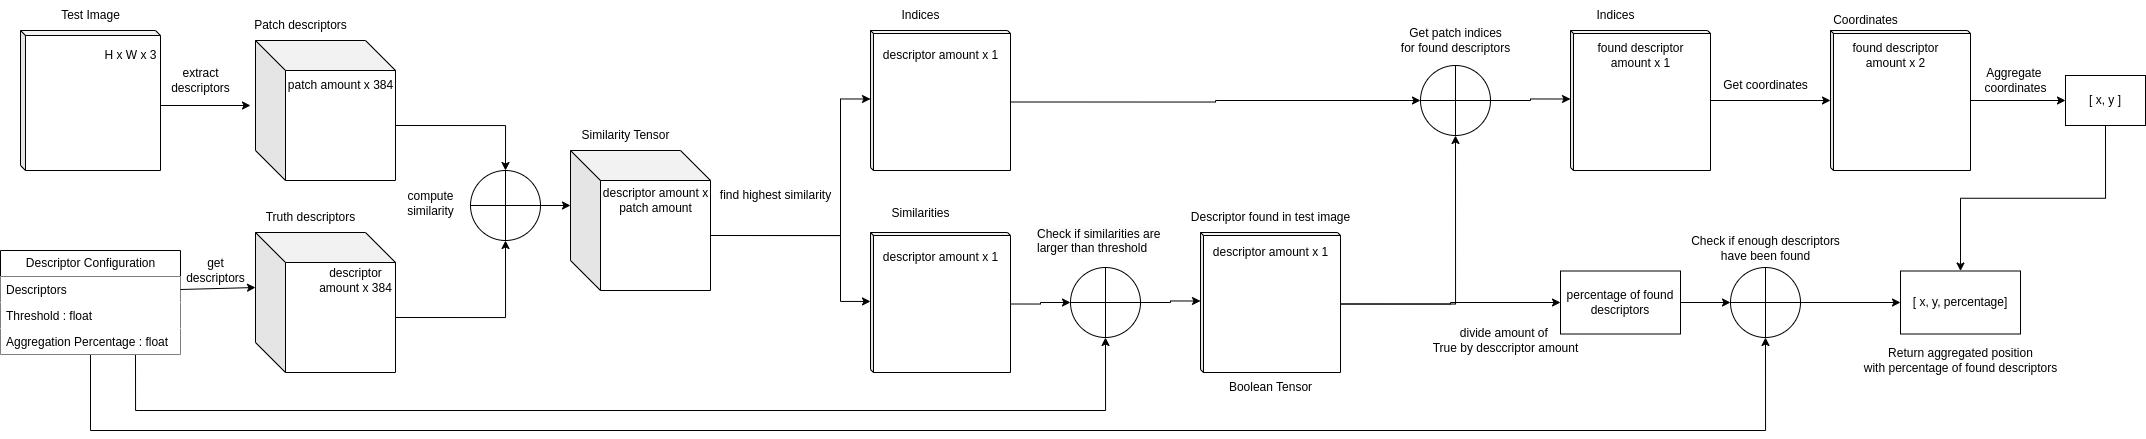 Test Image
H x W x 3
extract
descriptors
Patch descriptors
patch amount x 384
Descriptor Configuration
Descriptors
Threshold : float
Aggregation Percentage : float
get
descriptors
Truth descriptors
descriptor
amount x 384
compute
similarity
Similarity Tensor
descriptor amount x
patch amount
find highest similarity
Indices
descriptor amount x 1
Similarities
descriptor amount x 1
Check if similarities are
larger than threshold
Descriptor found in test image
descriptor amount x 1
Boolean Tensor
Get patch indices
for found descriptors
Indices
found descriptor
amount x 1
Get coordinates
Coordinates
found descriptor
amount x 2
Aggregate
coordinates
[ x, y ]
divide amount of
True by desccriptor amount
percentage of found
descriptors
Check if enough descriptors
have been found
[ x, y, percentage]
Return aggregated position
with percentage of found descriptors